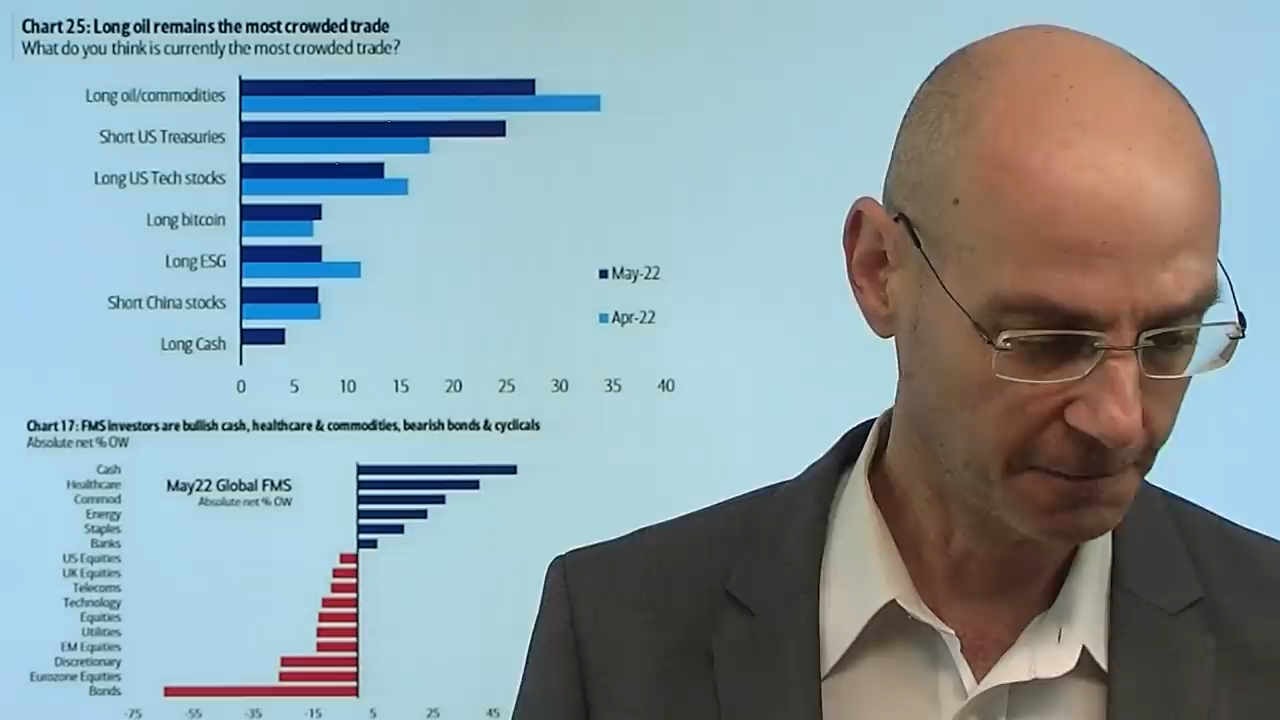 Chart 25: Long oil remains the most crowded trade
What do you think is currently the most crowded trade?
Long oil/commodities
Short US Treasuries
Long US Tech stocks
Long bitcoin
Long ESG
Short China stocks
Long Cash
May-22
Apr-22
0 5 10 15 20 25 30 35 40
Chart 17: FMS investors are bullish cash, healthcare & commodities, bearish bonds & cyclicals
Absolute net % OW
May22 Global FMS
Absolute net % OW
Cash
Healthcare
Commod
Energy
Staples
Banks
US Equities
UK Equities
Telecoms
Technology
Equities
Utilities
EM Equities
Discretionary
Eurozone Equities
Bonds
-75 -55 -35 -15 5 25 45